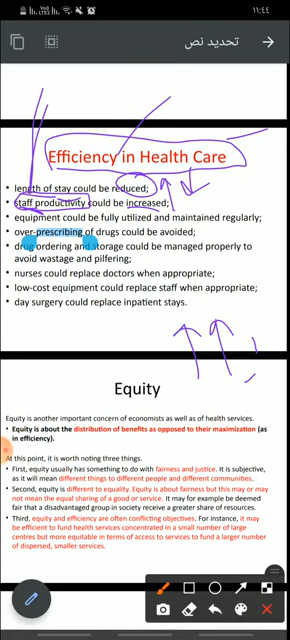 ١١:٤٤
تحديد نص
Efficiency in Health Care
• length of stay could be reduced;
• staff productivity could be increased;
• equipment could be fully utilized and maintained regularly;
• over-prescribing of drugs could be avoided;
• drug ordering and storage could be managed properly to
avoid wastage and pilfering;
• nurses could replace doctors when appropriate;
• low-cost equipment could replace staff when appropriate;
• day surgery could replace inpatient stays.
Equity
Equity is another important concern of economists as well as of health services.
• Equity is about the distribution of benefits as opposed to their maximization (as
in efficiency).
At this point, it is worth noting three things.
• First, equity usually has something to do with fairness and justice. It is subjective,
as it will mean different things to different people and different communities.
• Second, equity is different to equality. Equity is about fairness but this may or may
not mean the equal sharing of a good or service. It may for example be deemed fair
that a disadvantaged group in society receive a greater share of resources.
• Third, equity and efficiency are often conflicting objectives. For instance, it may
be efficient to fund health services concentrated in a small number of large
centres but more equitable in terms of access to services to fund a larger number
of dispersed, smaller services.